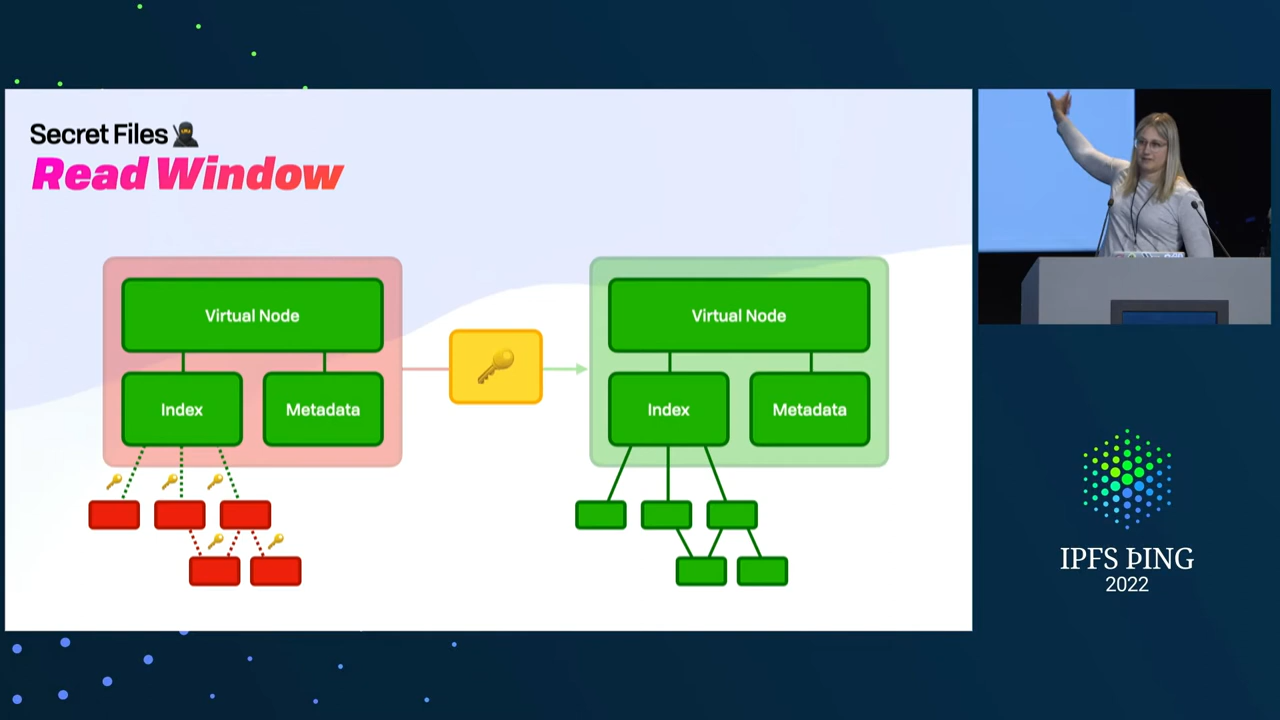 Secret Files
Read Window
Virtual Node
Index
Metadata
Virtual Node
Index
Metadata
IPFS ÞING
2022